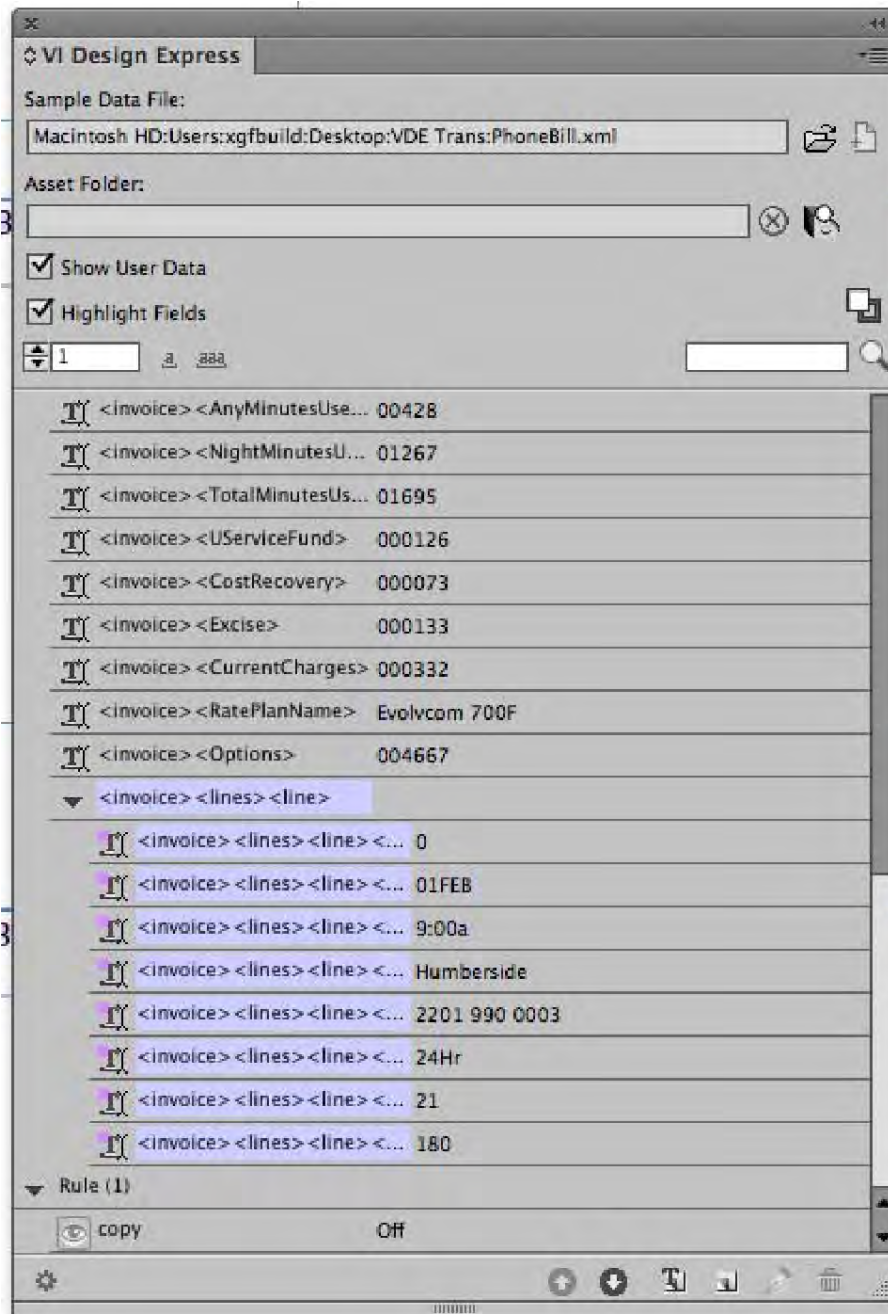 VI Design Express
Sample Data File:
Macintosh HD:Users:xgfbuild:Desktop:VDE Trans:PhoneBill.xml
Asset Folder:
Show User Data
Highlight Fields
1 a aaa
<invoice><AnyMinutesUse... 00428
<invoice><NightMinutesU... 01267
<invoice><TotalMinutesUs... 01695
<invoice><UServiceFund> 000126
<invoice><CostRecovery> 000073
<invoice><Excise> 000133
<invoice><CurrentCharges> 000332
<invoice><RatePlanName> Evolvcom 700F
<invoice><Options> 004667
<invoice><lines><line>
<invoice><lines><line><... 0
<invoice><lines><line><... 01FEB
<invoice><lines><line><... 9:00a
<invoice><lines><line><... Humberside
<invoice><lines><line><... 2201 990 0003
<invoice><lines><line><... 24Hr
<invoice><lines><line><... 21
<invoice><lines><line><... 180
Rule (1)
copy Off